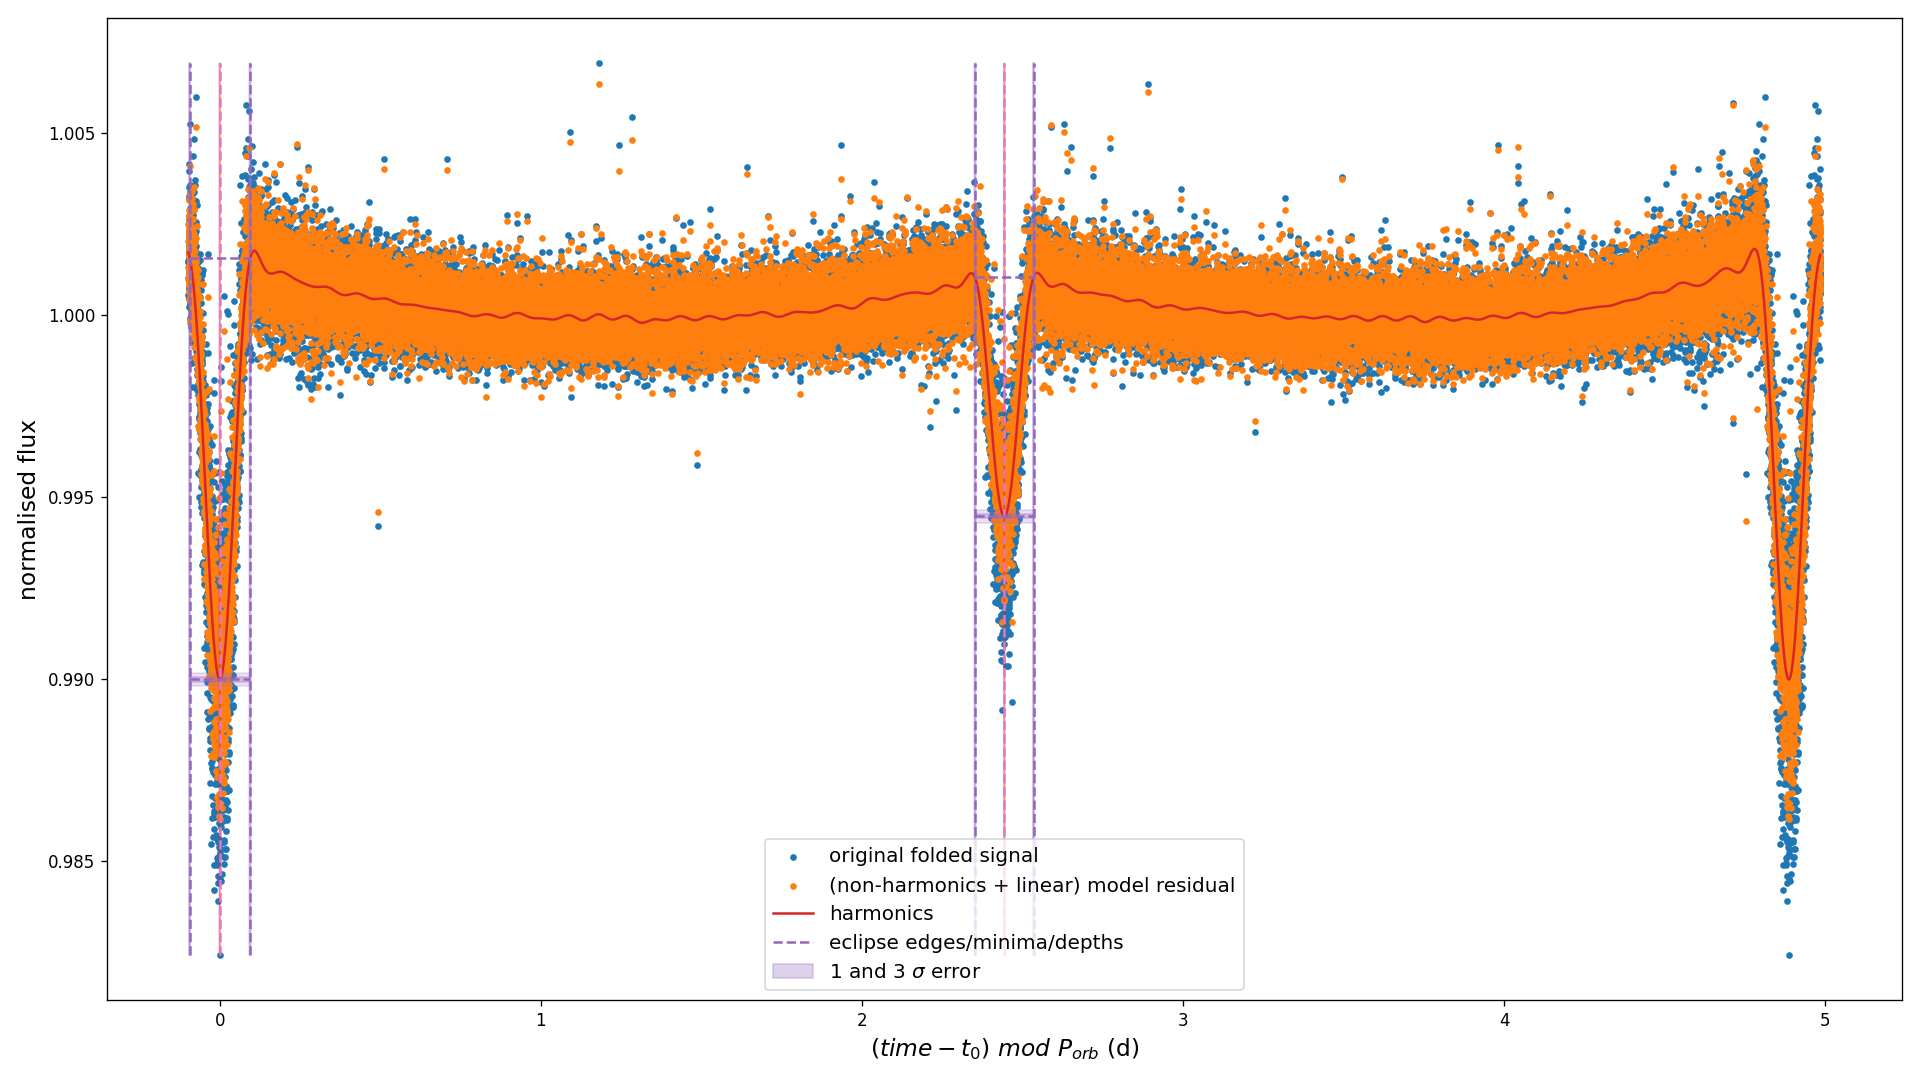 normalised flux
1.005
1.000
0.995
0.990
0.985
0
1
2
3
4
5
(time − t₀) mod Pₒᵣb (d)
original folded signal
(non-harmonics + linear) model residual
harmonics
eclipse edges/minima/depths
1 and 3 σ error